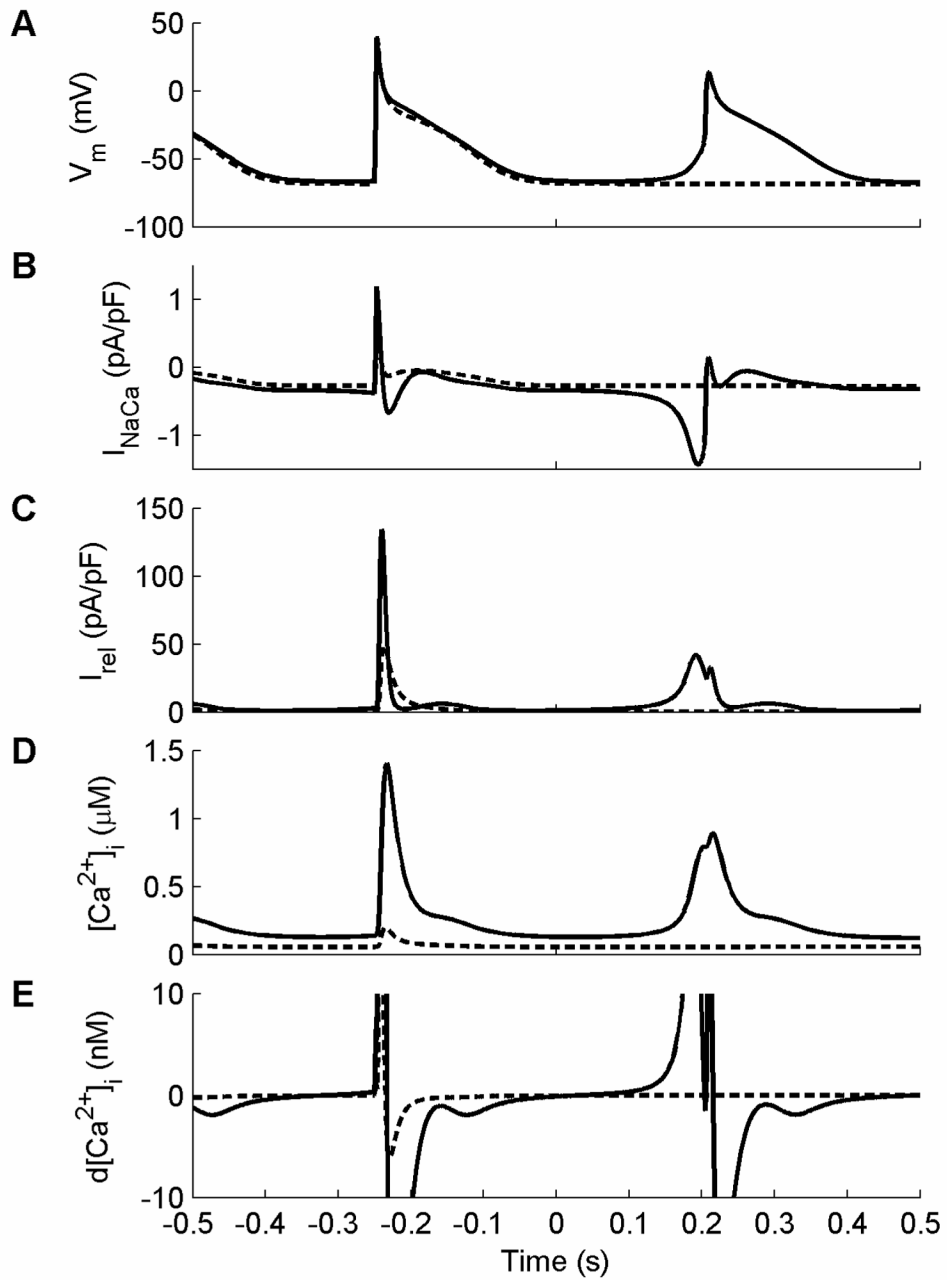 A
V_m (mV)
50
0
-50
-100
B
I_NaCa (pA/pF)
1
0
-1
C
I_rel (pA/pF)
150
100
50
0
D
[Ca²⁺]_i (μM)
1.5
1
0.5
0
E
d[Ca²⁺]_i (nM)
10
0
-10
-0.5 -0.4 -0.3 -0.2 -0.1 0 0.1 0.2 0.3 0.4 0.5
Time (s)